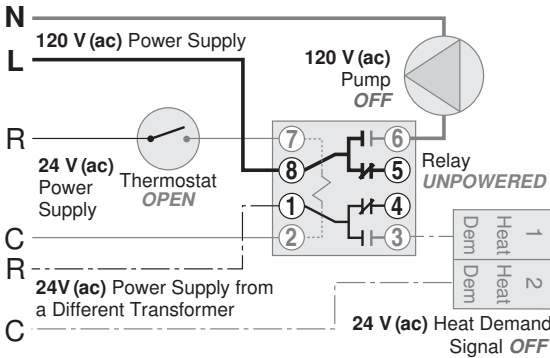 N
120 V (ac) Power Supply
L
120 V (ac)
Pump
OFF
R
7
6
24 V (ac)
Power
Supply
Thermostat
OPEN
8
5
Relay
UNPOWERED
1
4
C
2
3
Heat Dem
1
R
24V (ac) Power Supply from
a Different Transformer
Heat Dem
2
C
24 V (ac) Heat Demand
Signal OFF